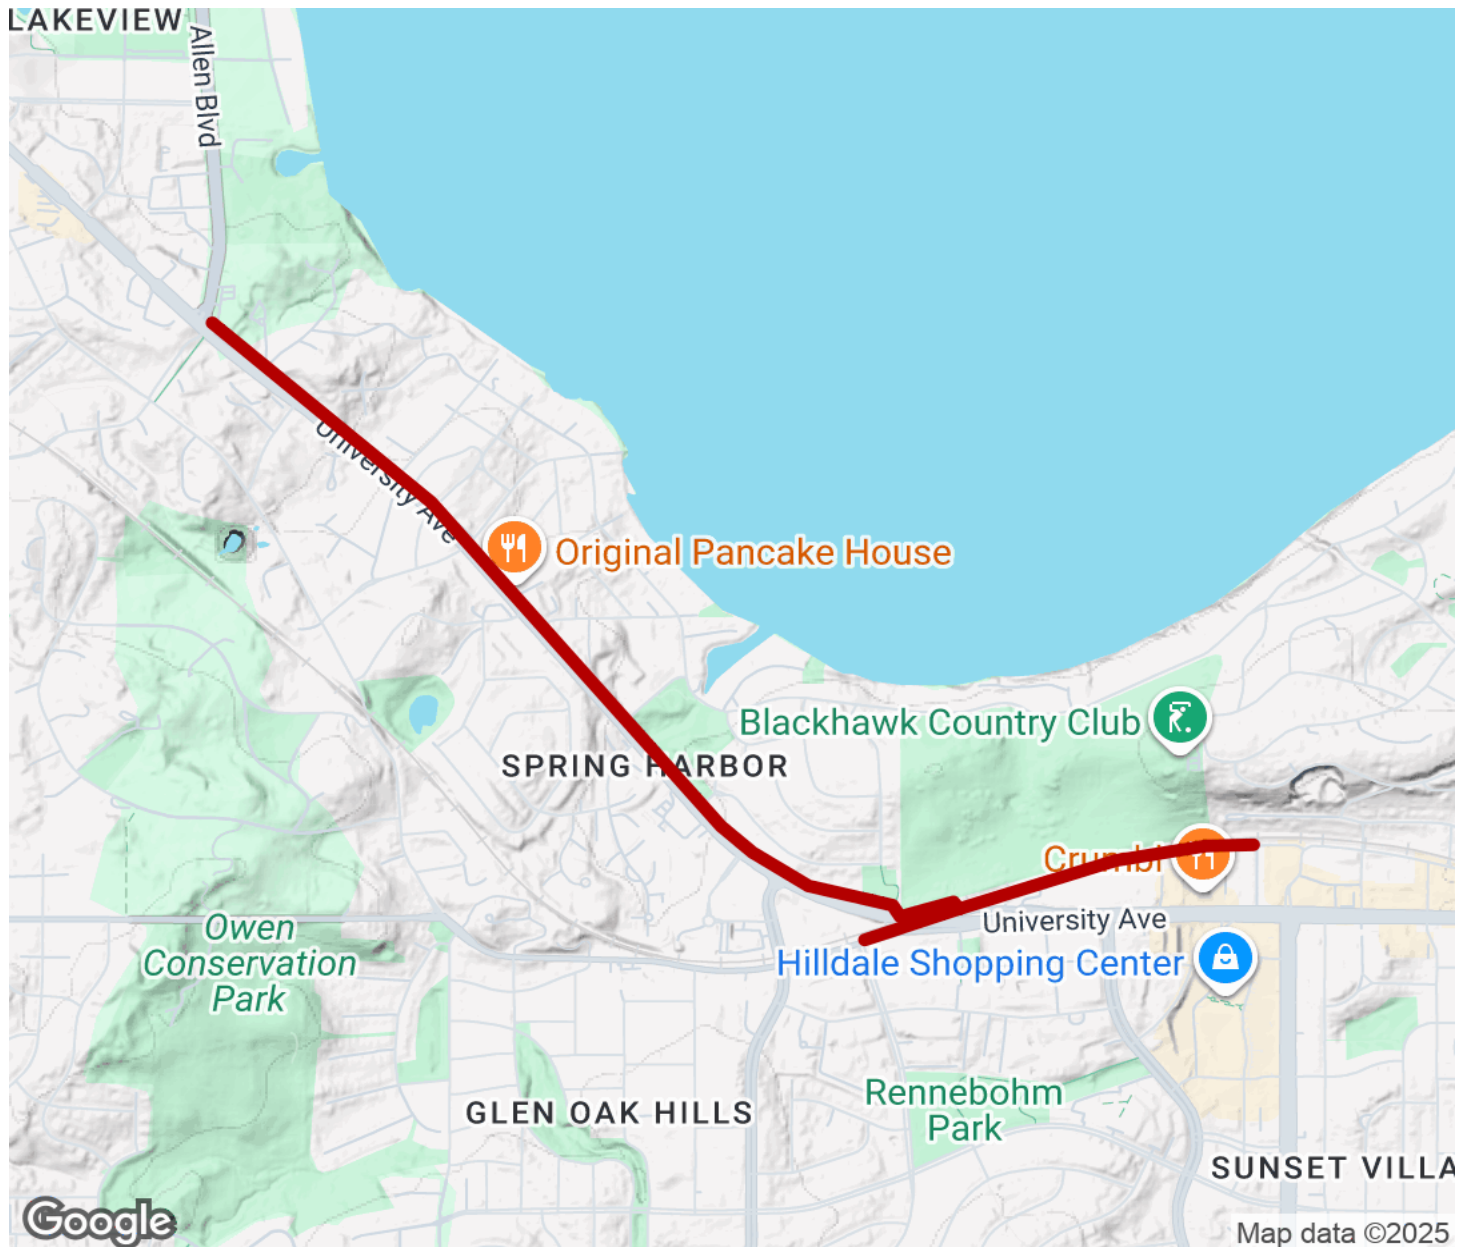 LAKEVIEW
Allen Blvd
University Ave
Original Pancake House
Blackhawk Country Club
SPRING HARBOR
Crumbl
University Ave
Owen
Conservation
Park
Hilldale Shopping Center
Rennebohm
Park
GLEN OAK HILLS
SUNSET VILLA
Google
Map data ©2025